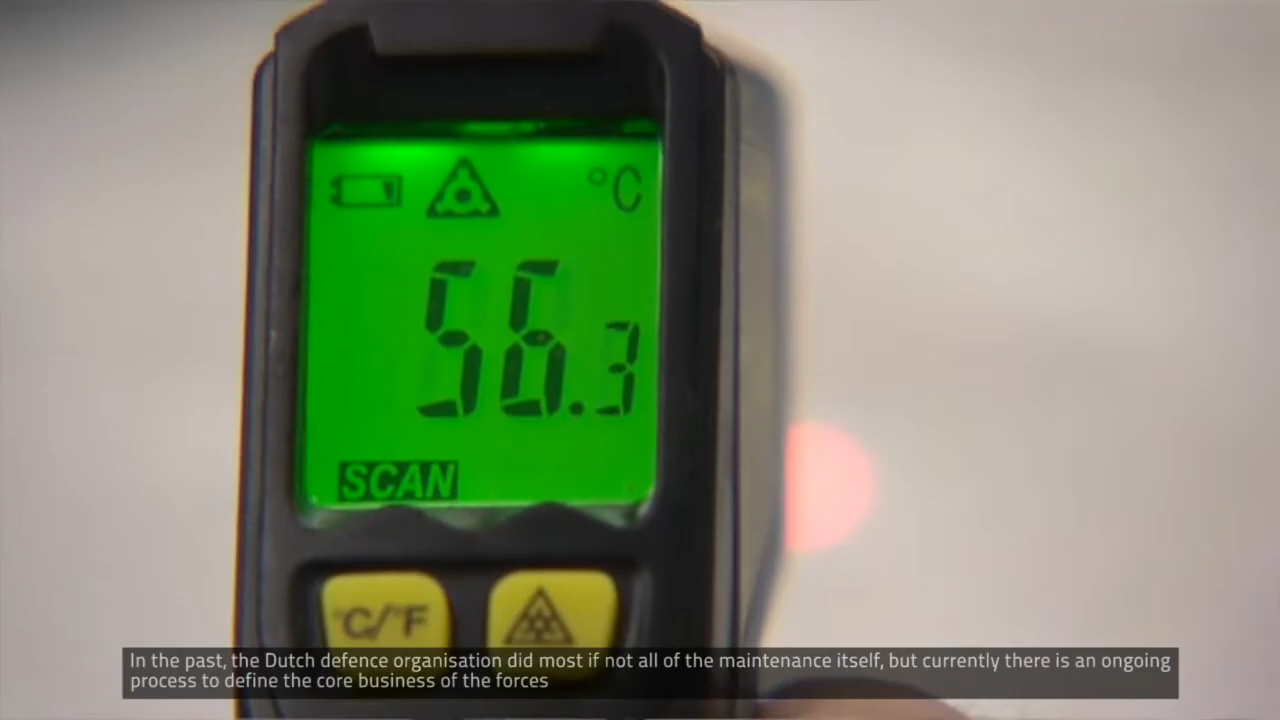 °C
56.3
SCAN
°C/°F
In the past, the Dutch defence organisation did most if not all of the maintenance itself, but currently there is an ongoing
process to define the core business of the forces